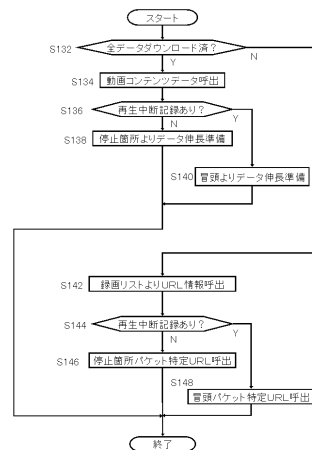 スタート
S132
全データダウンロード済?
N
Y
S134
動画コンテンツデータ呼出
S136
再生中断記録あり?
N
Y
S138
停止箇所よりデータ伸長準備
S140
冒頭よりデータ伸長準備
S142
録画リストよりURL情報呼出
S144
再生中断記録あり?
N
Y
S146
停止箇所パケット特定URL呼出
S148
冒頭パケット特定URL呼出
終了